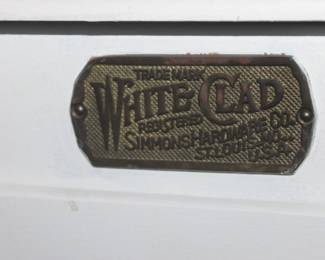 TRADE MARK
WHITE CLAD
REGISTERED
SIMMONS HARDWARE CO.
ST. LOUIS, MO.
U.S.A.